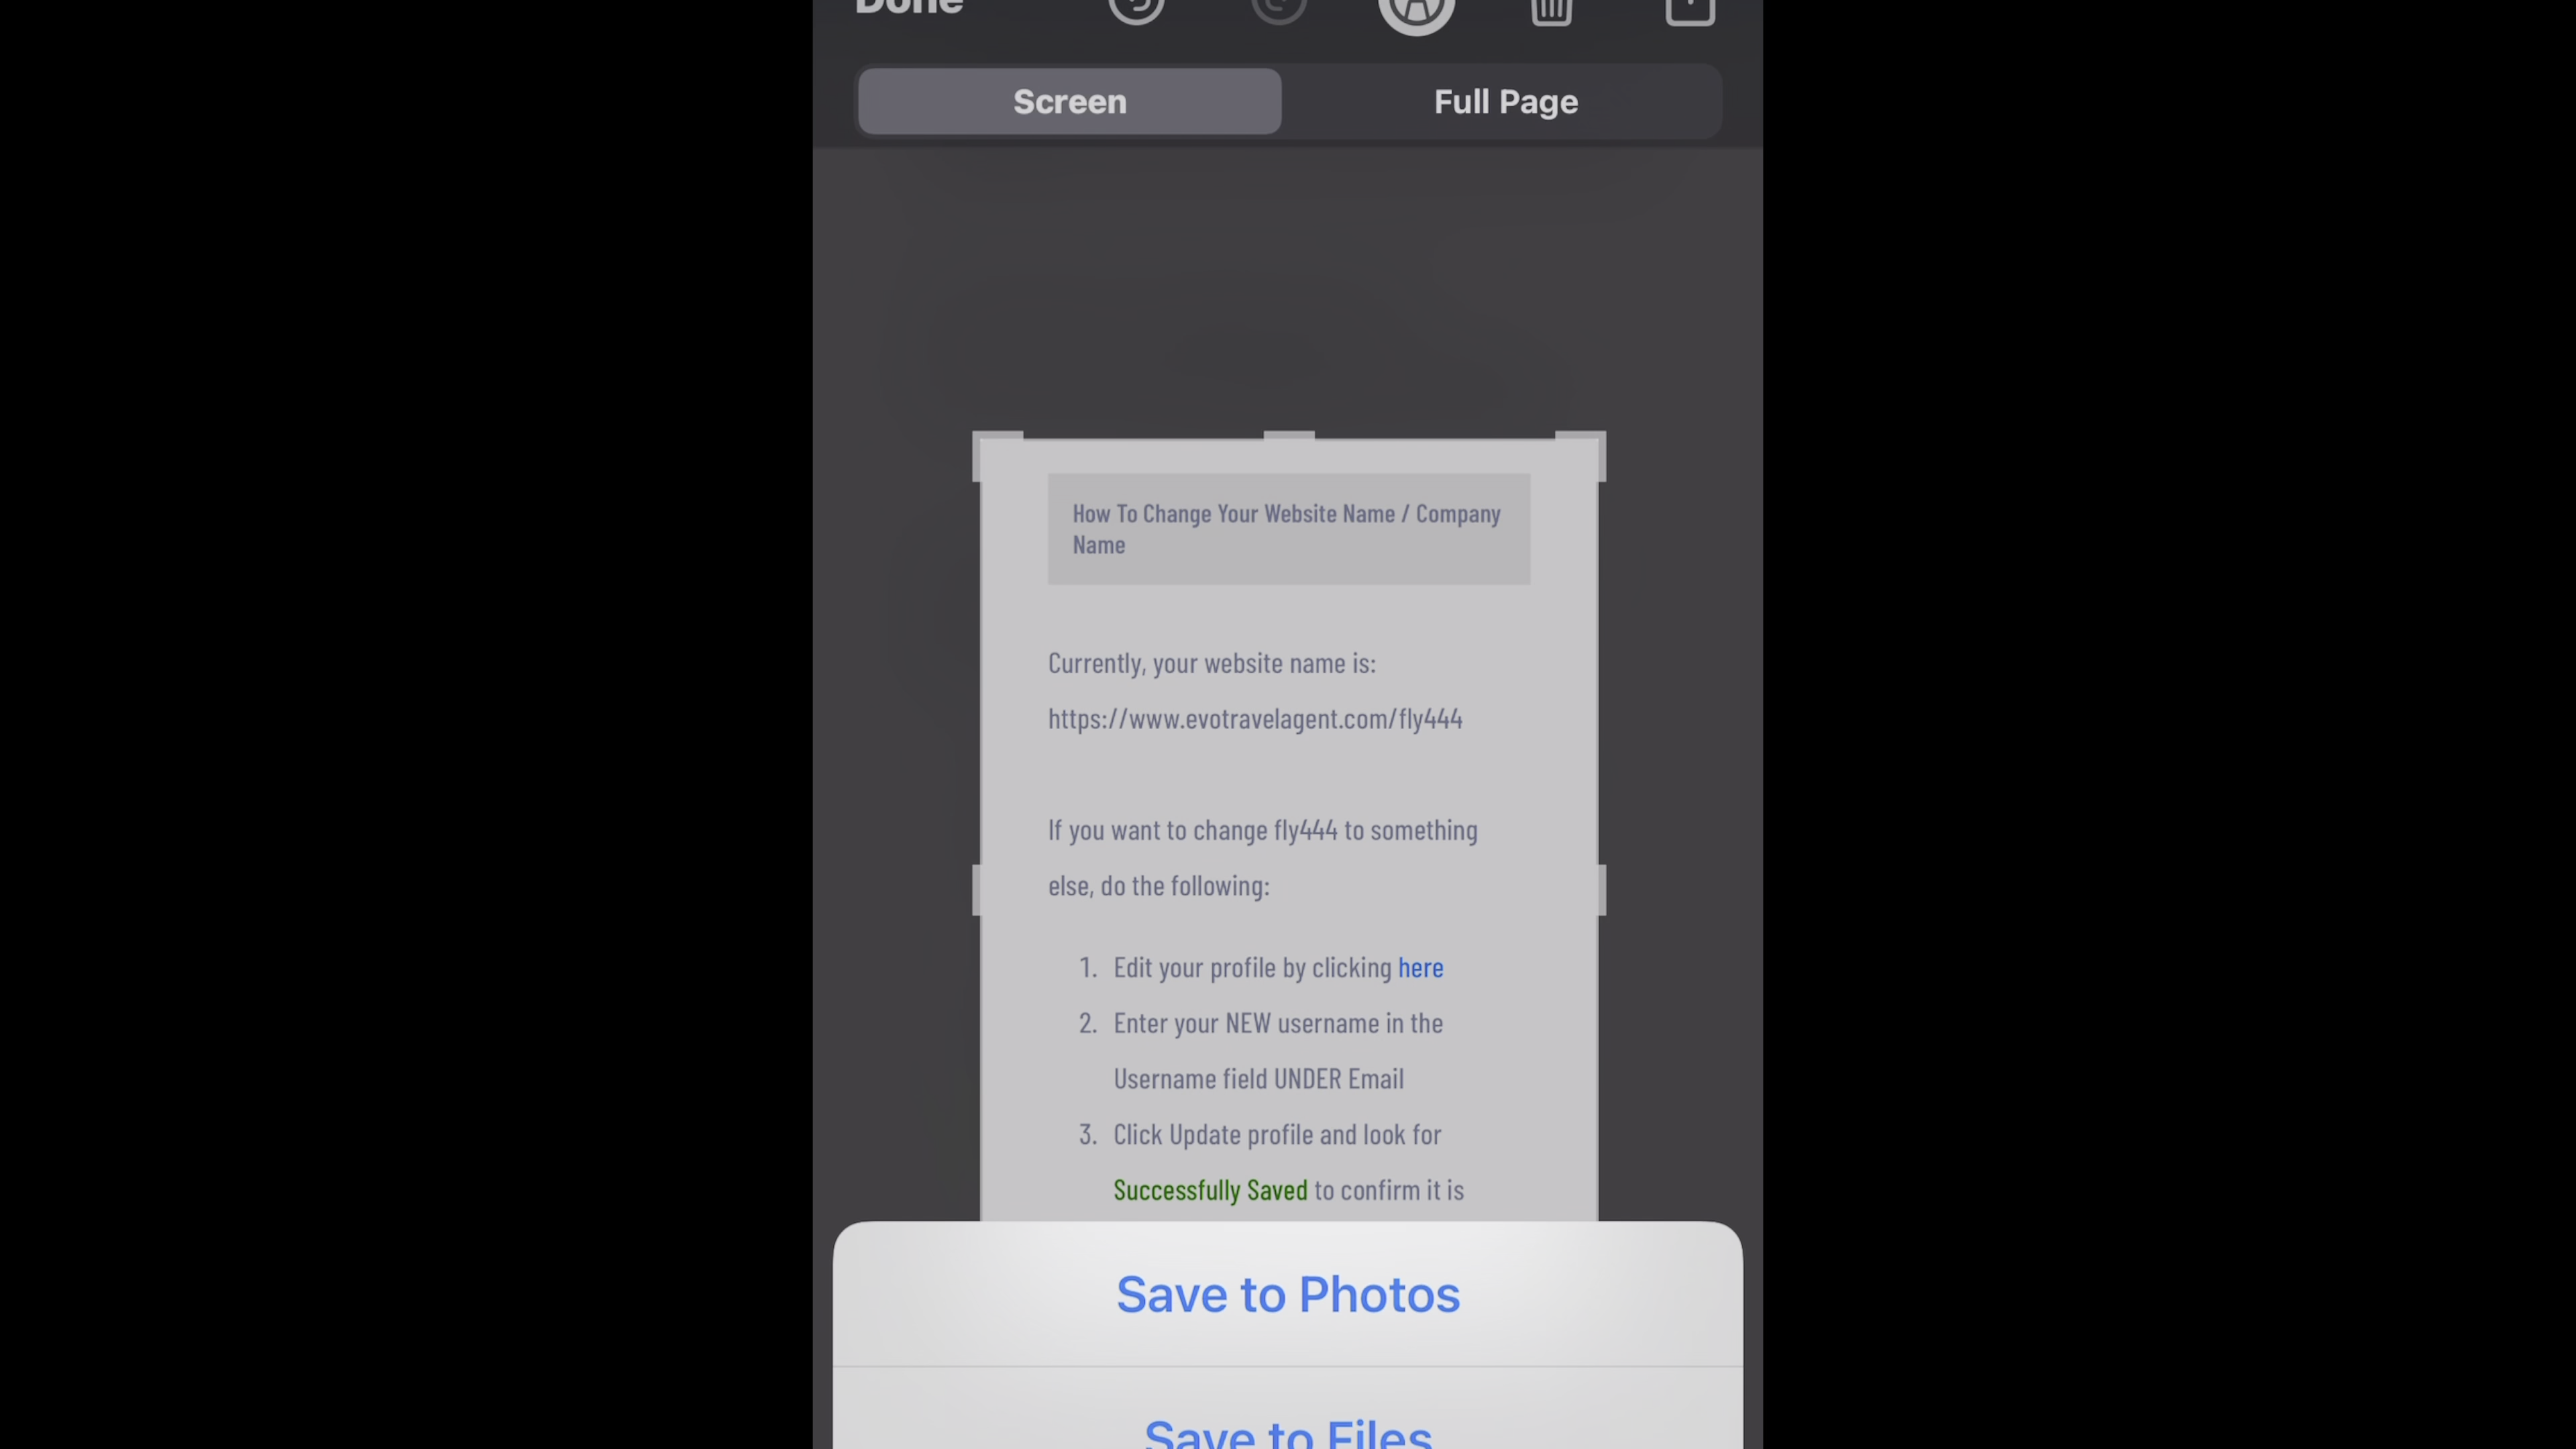 Done
Screen
Full Page
How To Change Your Website Name / Company
Name
Currently, your website name is:
https://www.evotravelagent.com/fly444
If you want to change fly444 to something
else, do the following:
1. Edit your profile by clicking here
2. Enter your NEW username in the
Username field UNDER Email
3. Click Update profile and look for
Successfully Saved to confirm it is
Save to Photos
Save to Files